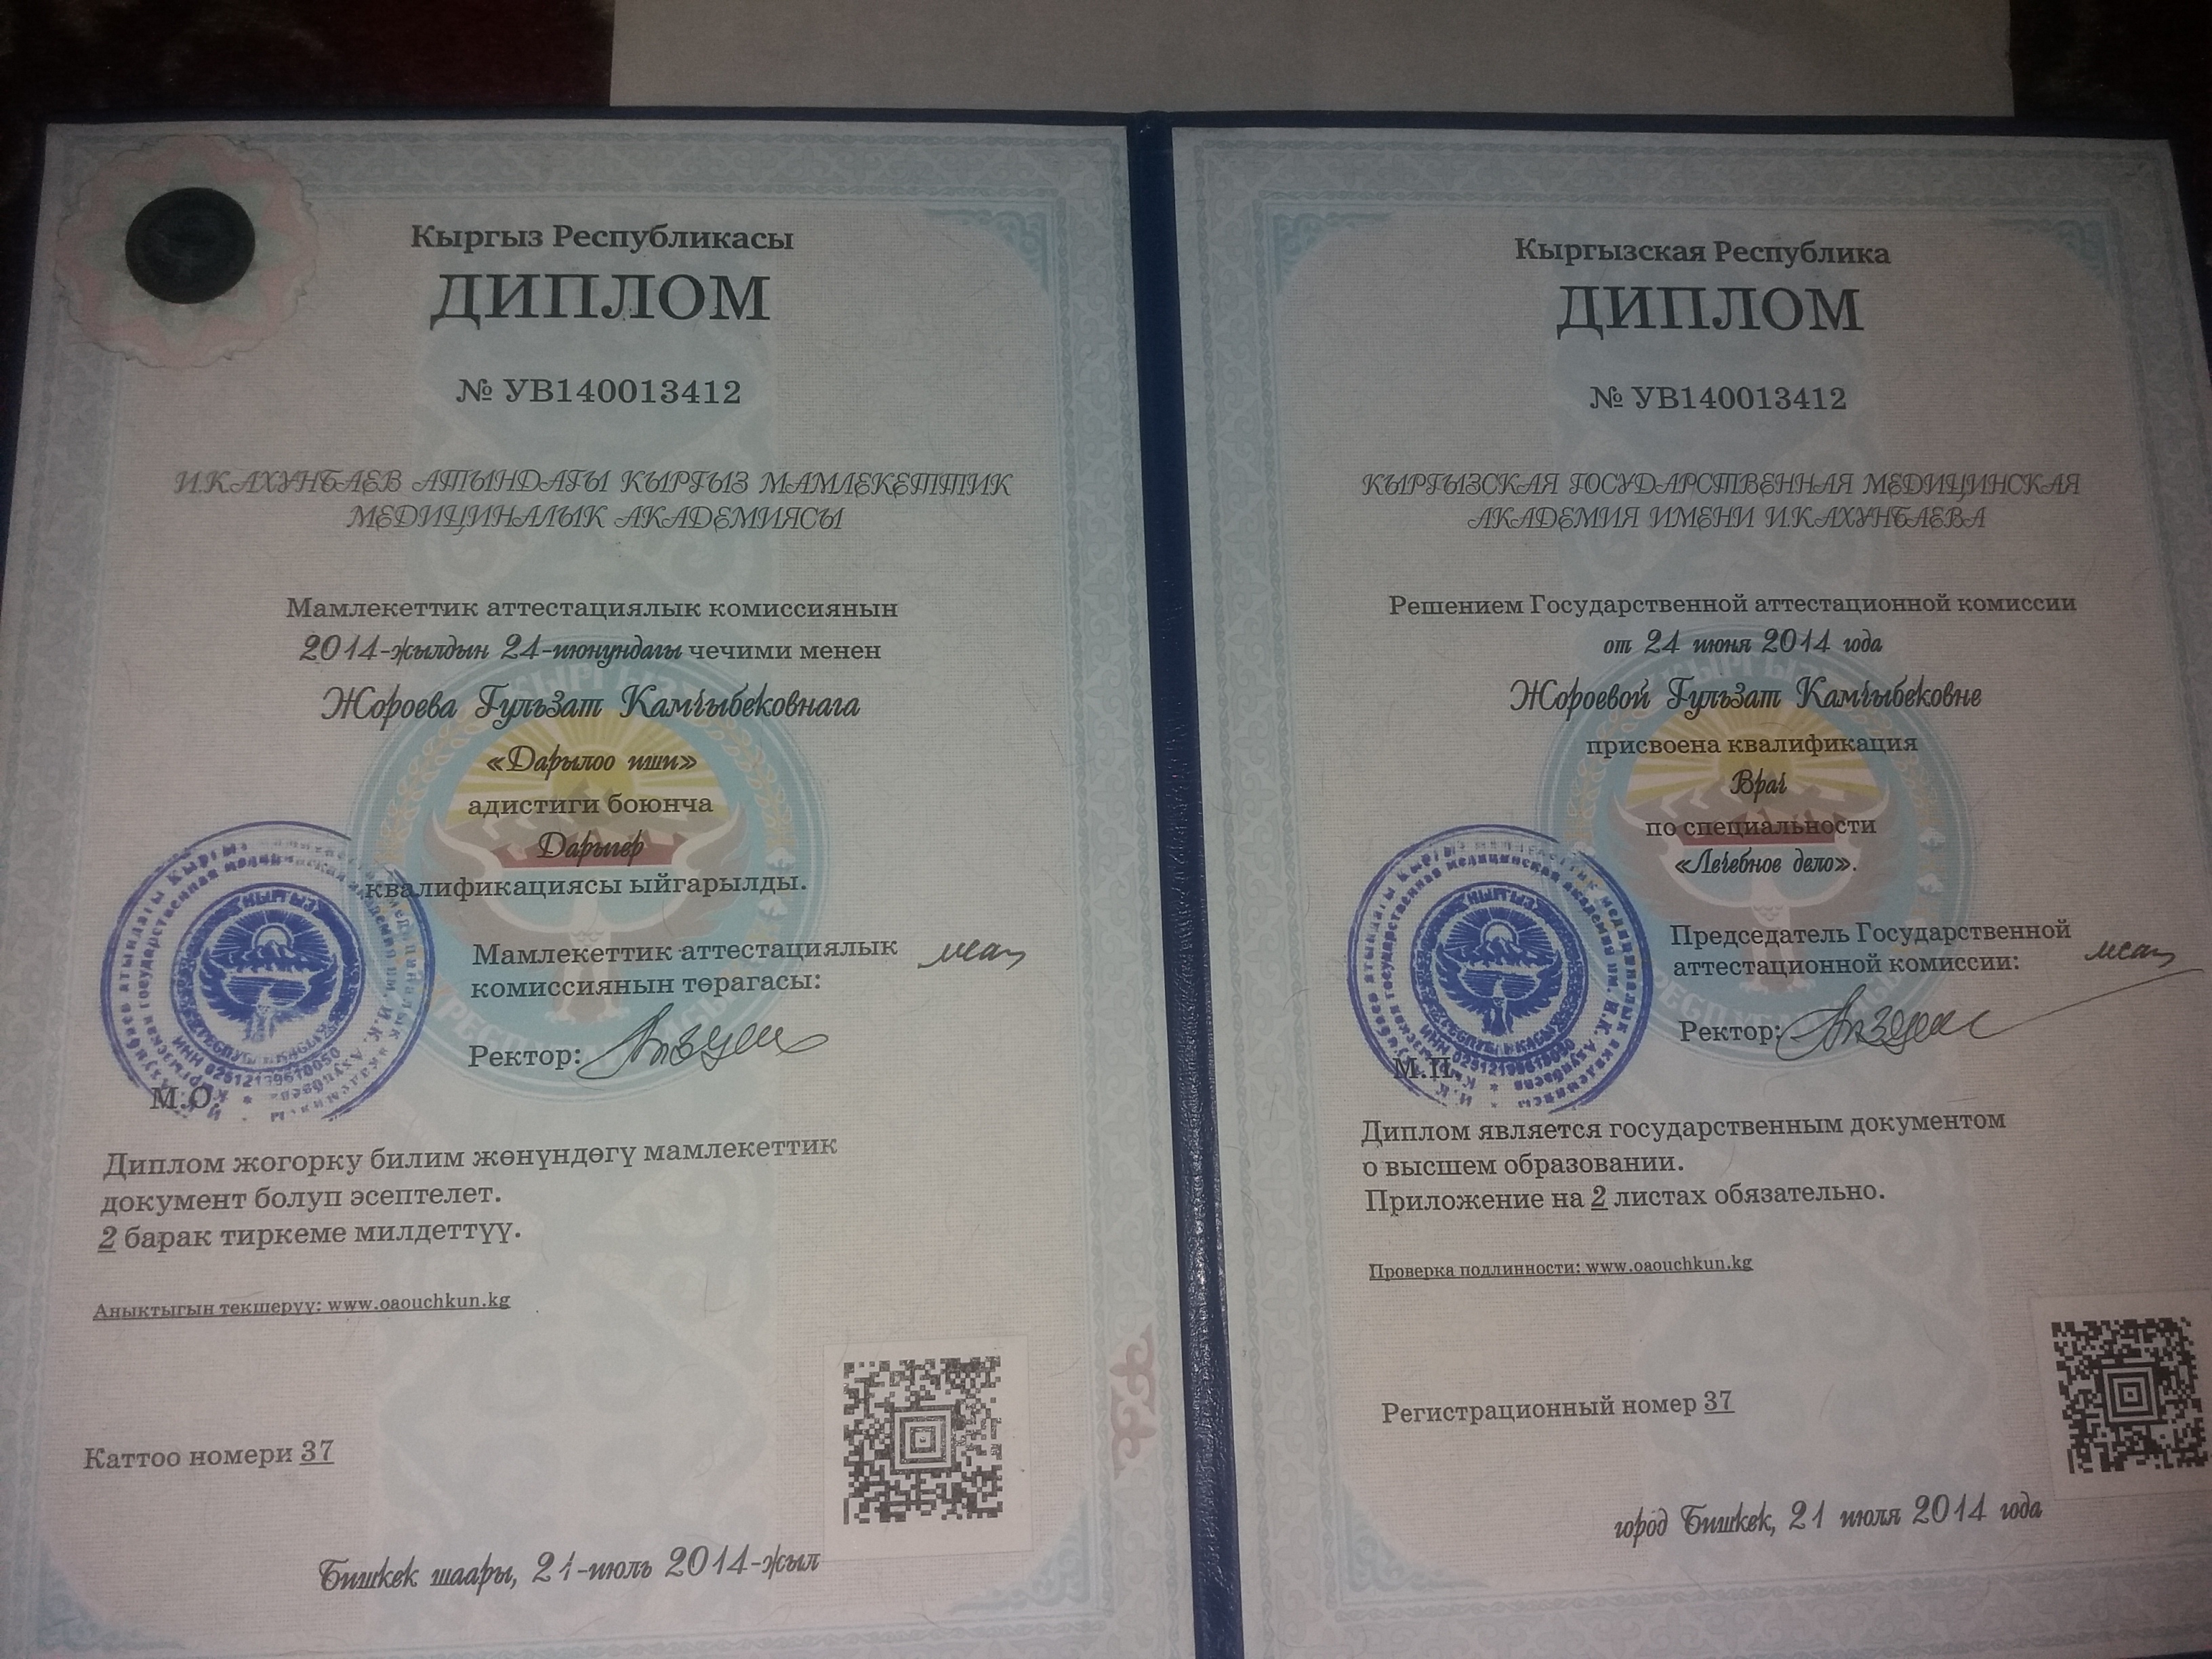 Кыргыз Республикасы
ДИПЛОМ
№ УВ140013412
И.К.АХУНБАЕВ АТЫНДАГЫ КЫРГЫЗ МАМЛЕКЕТТИК
МЕДИЦИНАЛЫК АКАДЕМИЯСЫ
Мамлекеттик аттестациялык комиссиянын
2014-жылдын 24-июнундагы чечими менен
Жороева Гульзат Камчыбековнага
«Дарылоо иши»
адистиги боюнча
Дарыгер
квалификациясы ыйгарылды.
Мамлекеттик аттестациялык
комиссиянын төрагасы:
Ректор:
М.О.
Диплом жогорку билим жөнүндөгү мамлекеттик
документ болуп эсептелет.
2 барак тиркеме милдеттүү.
Аныктыгын текшерүү: www.oaouchkun.kg
Каттоо номери 37
Бишкек шаары, 21-июль 2014-жыл
Кыргызская Республика
ДИПЛОМ
№ УВ140013412
КЫРГЫЗСКАЯ ГОСУДАРСТВЕННАЯ МЕДИЦИНСКАЯ
АКАДЕМИЯ ИМЕНИ И.К.АХУНБАЕВА
Решением Государственной аттестационной комиссии
от 24 июня 2014 года
Жороевой Гульзат Камчыбековне
присвоена квалификация
Врач
по специальности
«Лечебное дело».
Председатель Государственной
аттестационной комиссии:
Ректор:
М.П.
Диплом является государственным документом
о высшем образовании.
Приложение на 2 листах обязательно.
Проверка подлинности: www.oaouchkun.kg
Регистрационный номер 37
город Бишкек, 21 июля 2014 года